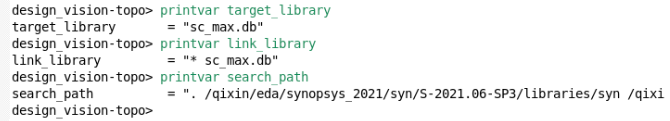 design_vision-topo> printvar target_library
target_library       = "sc_max.db"
design_vision-topo> printvar link_library
link_library         = "* sc_max.db"
design_vision-topo> printvar search_path
search_path          = ". /qixin/eda/synopsys_2021/syn/S-2021.06-SP3/libraries/syn /qixi
design_vision-topo>